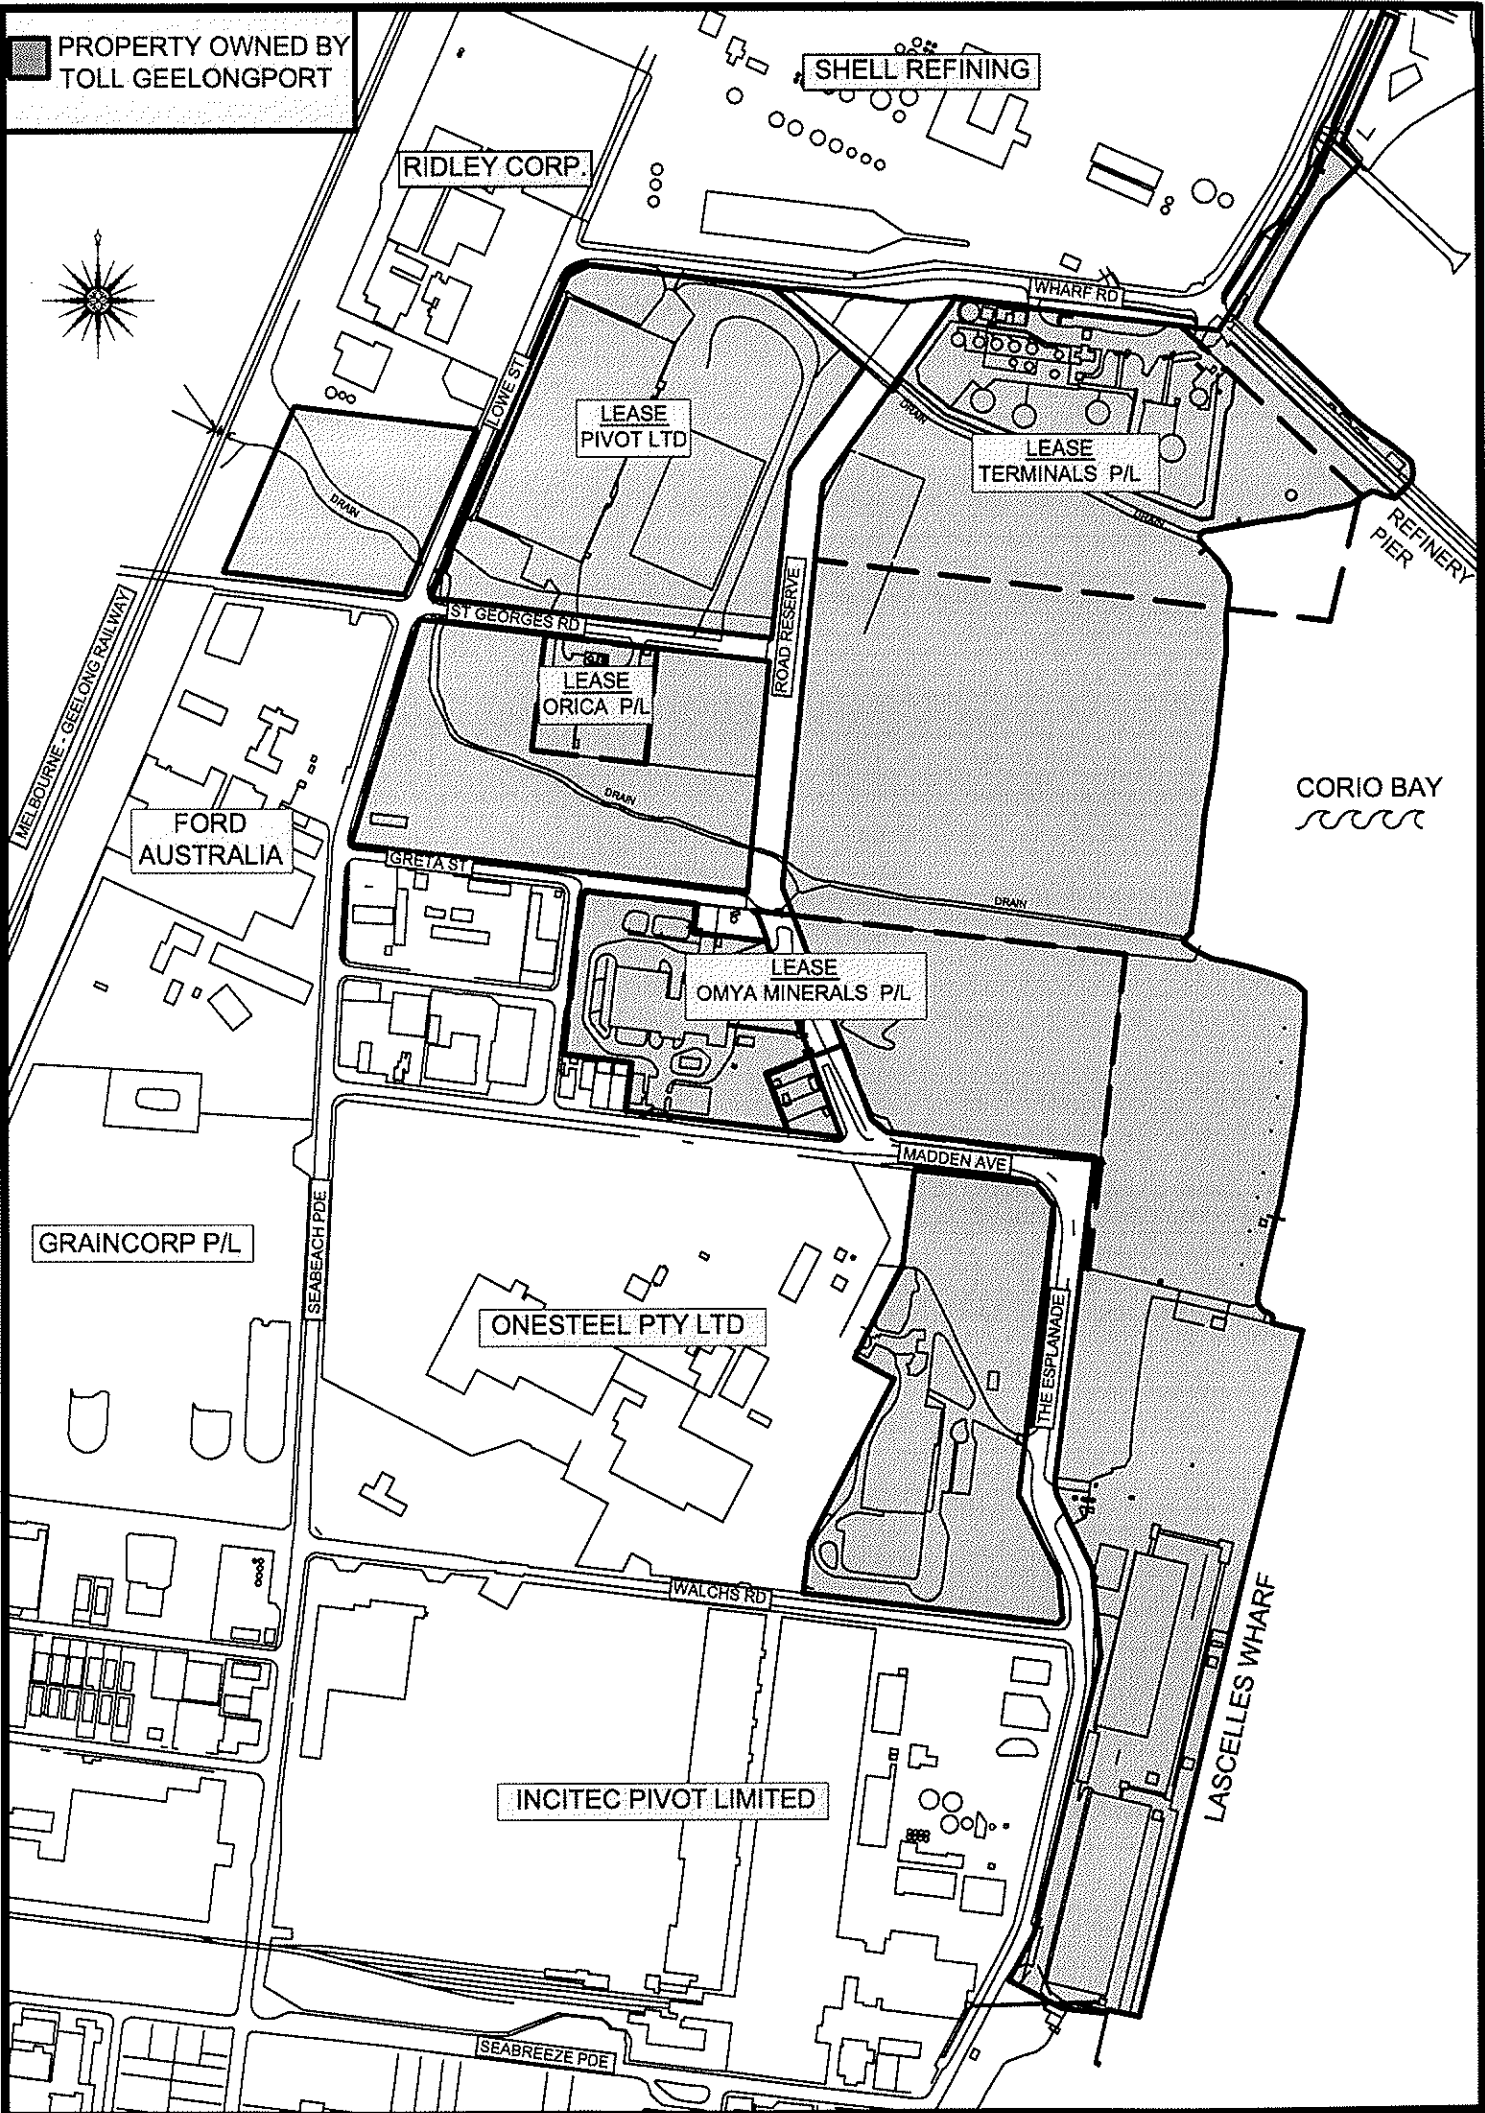 PROPERTY OWNED BY
TOLL GEELONGPORT
SHELL REFINING
RIDLEY CORP.
WHARF RD
LOWE ST
LEASE
PIVOT LTD
DRAIN
LEASE
TERMINALS P/L
DRAIN
DRAIN
REFINERY
PIER
MELBOURNE - GEELONG RAILWAY
ST GEORGES RD
ROAD RESERVE
LEASE
ORICA P/L
DRAIN
CORIO BAY
FORD
AUSTRALIA
GRETA ST
DRAIN
LEASE
OMYA MINERALS P/L
MADDEN AVE
SEABEACH PDE
GRAINCORP P/L
ONESTEEL PTY LTD
THE ESPLANADE
WALCHS RD
LASCELLES WHARF
INCITEC PIVOT LIMITED
SEABREEZE PDE